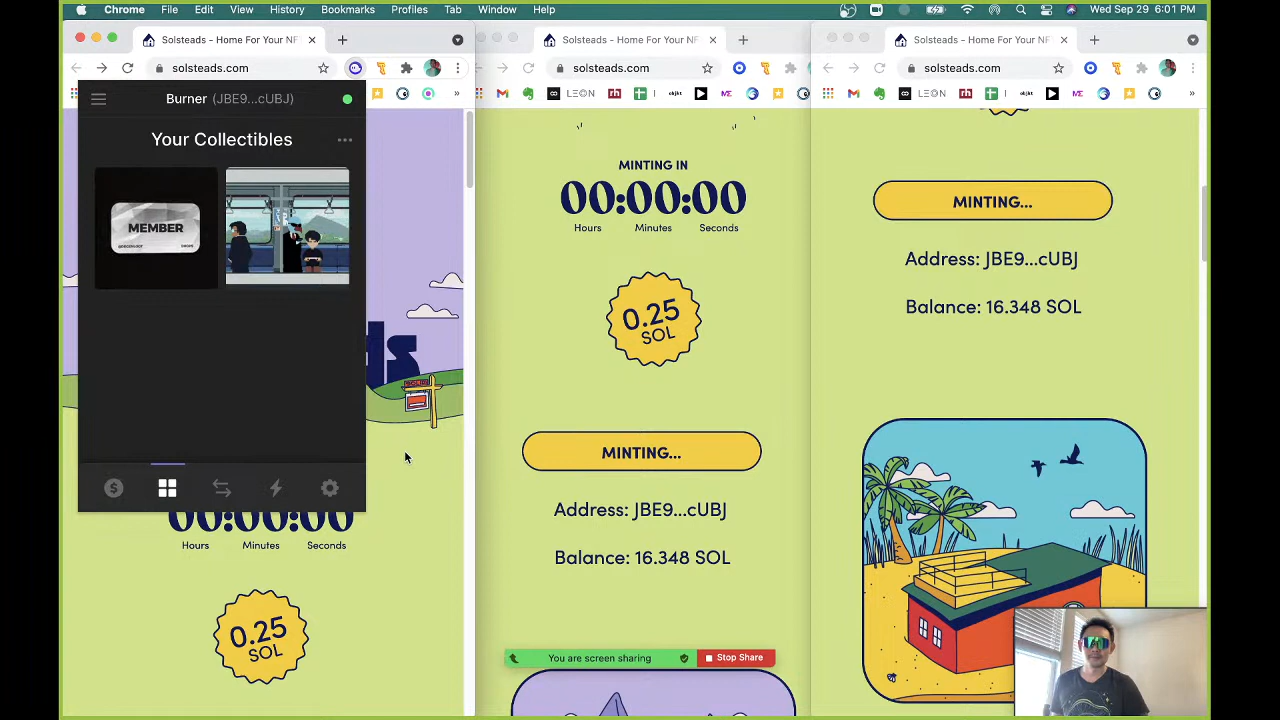 Chrome File Edit View History Bookmarks Profiles Tab Window Help Wed Sep 29 6:01 PM
Solsteads - Home For Your NF
solsteads.com
Burner (JBE9...cUBJ)
Your Collectibles
MEMBER
Hours Minutes Seconds
0.25
SOL
Solsteads - Home For Your NF
solsteads.com
LEON
objkt
MINTING IN
00:00:00
Hours Minutes Seconds
0.25
SOL
MINTING...
Address: JBE9...cUBJ
Balance: 16.348 SOL
You are screen sharing Stop Share
Solsteads - Home For Your NF
solsteads.com
LEON
objkt
MINTING...
Address: JBE9...cUBJ
Balance: 16.348 SOL